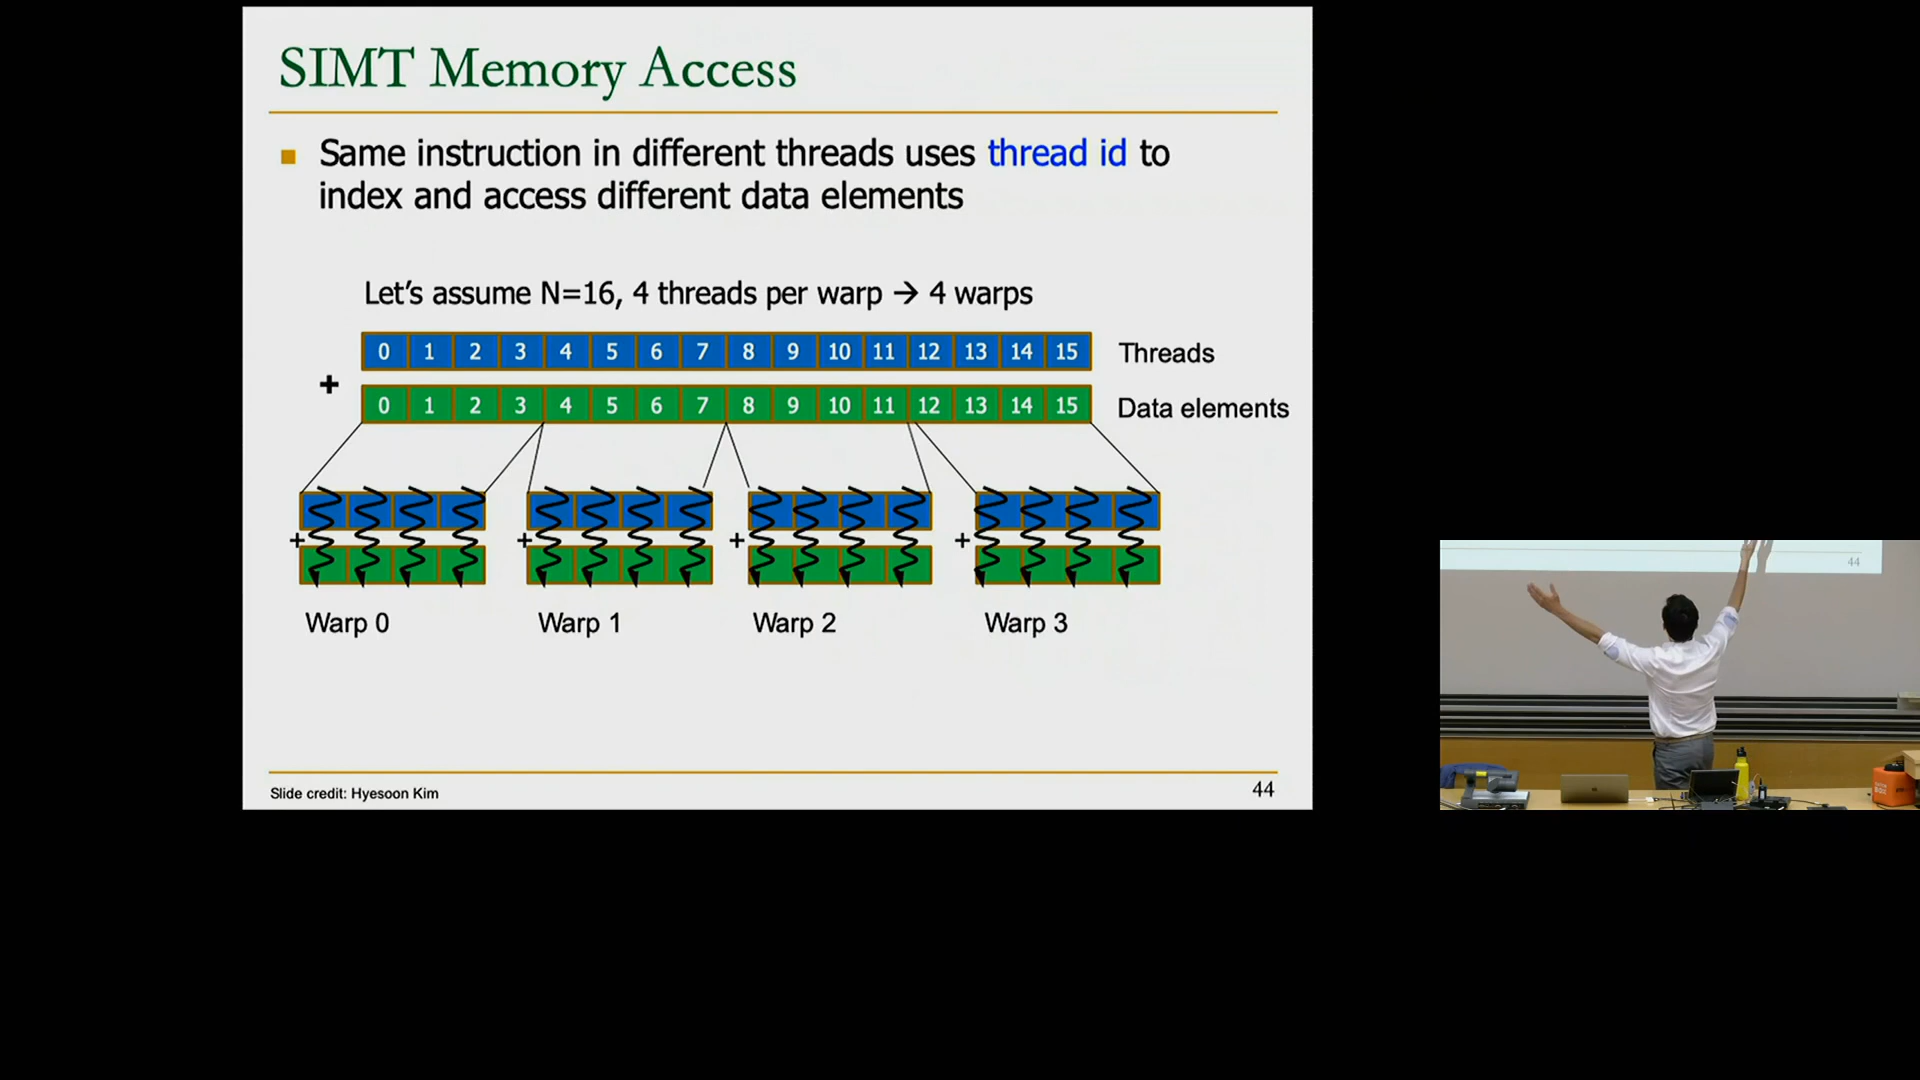 SIMT Memory Access
Same instruction in different threads uses thread id to
index and access different data elements
Let's assume N=16, 4 threads per warp → 4 warps
0 1 2 3 4 5 6 7 8 9 10 11 12 13 14 15 Threads
+
0 1 2 3 4 5 6 7 8 9 10 11 12 13 14 15 Data elements
+ + + +
Warp 0 Warp 1 Warp 2 Warp 3
Slide credit: Hyesoon Kim 44
44